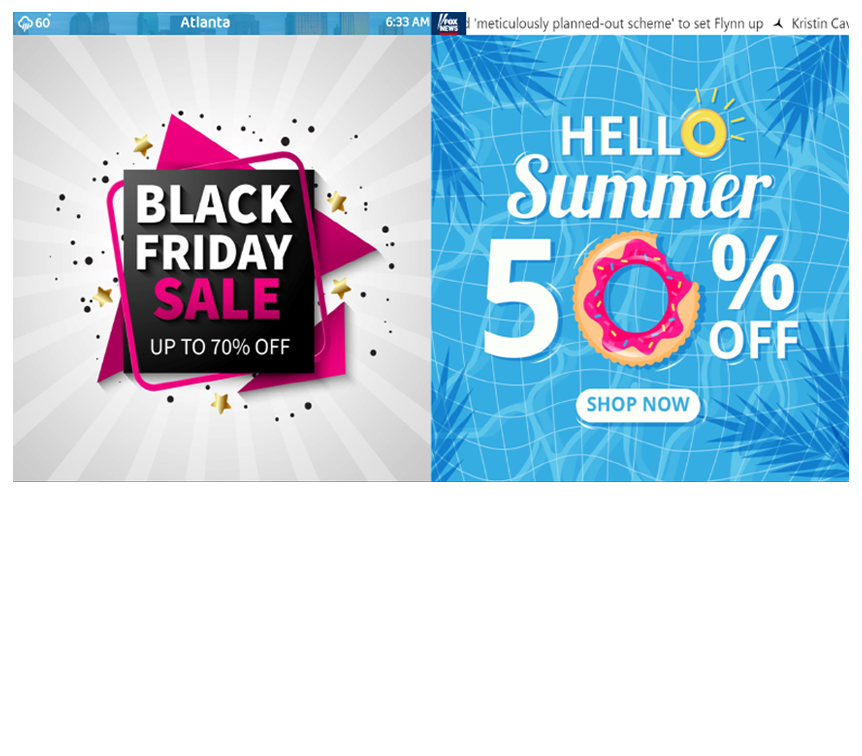 60°
Atlanta
6:33 AM
FOX
NEWS
'meticulously planned-out scheme' to set Flynn up
Kristin
BLACK
FRIDAY
SALE
UP TO 70% OFF
HELLO
Summer
50%
OFF
SHOP NOW